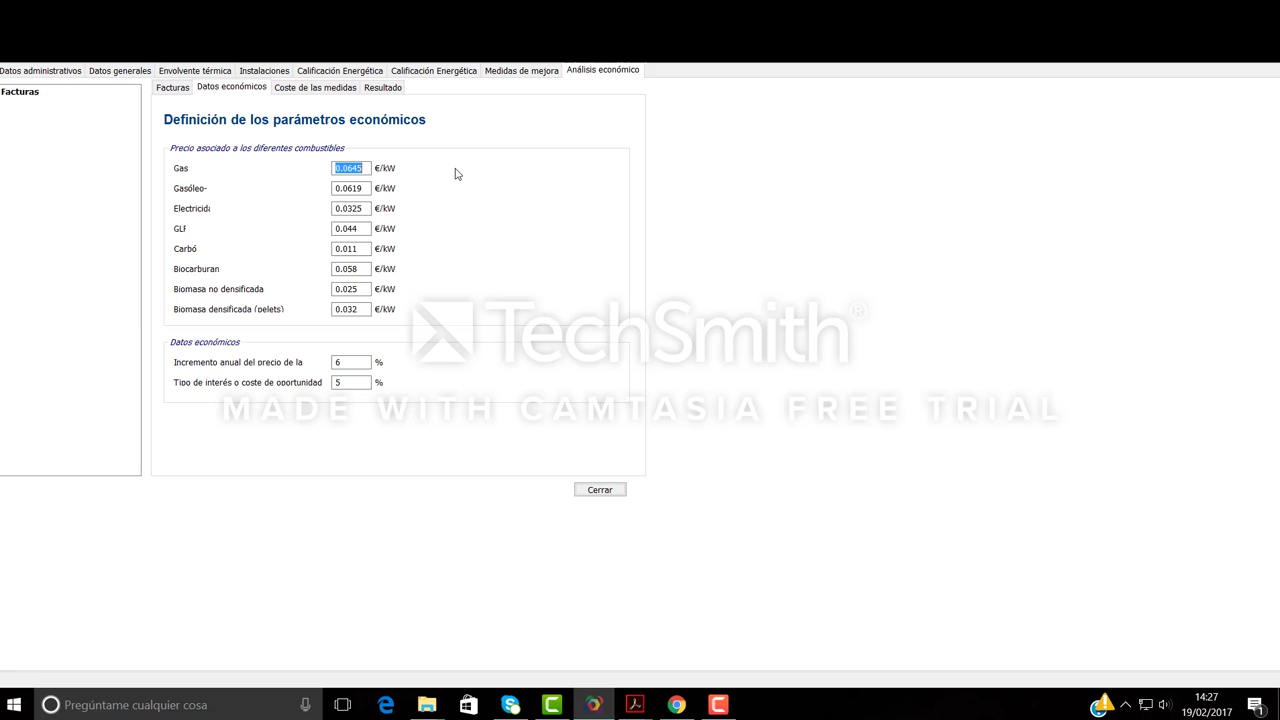 Datos administrativos Datos generales Envolvente térmica Instalaciones Calificación Energética Calificación Energética Medidas de mejora Análisis económico
Facturas
Facturas Datos económicos Coste de las medidas Resultado
Definición de los parámetros económicos
Precio asociado a los diferentes combustibles
Gas 0.0645 €/kW
Gasóleo- 0.0619 €/kW
Electricida 0.0325 €/kW
GLP 0.044 €/kW
Carbó 0.011 €/kW
Biocarburan 0.058 €/kW
Biomasa no densificada 0.025 €/kW
Biomasa densificada (pelets) 0.032 €/kW
Datos económicos
Incremento anual del precio de la 6 %
Tipo de interés o coste de oportunidad 5 %
Cerrar
TechSmith®
MADE WITH CAMTASIA FREE TRIAL
Pregúntame cualquier cosa
14:27
19/02/2017
1